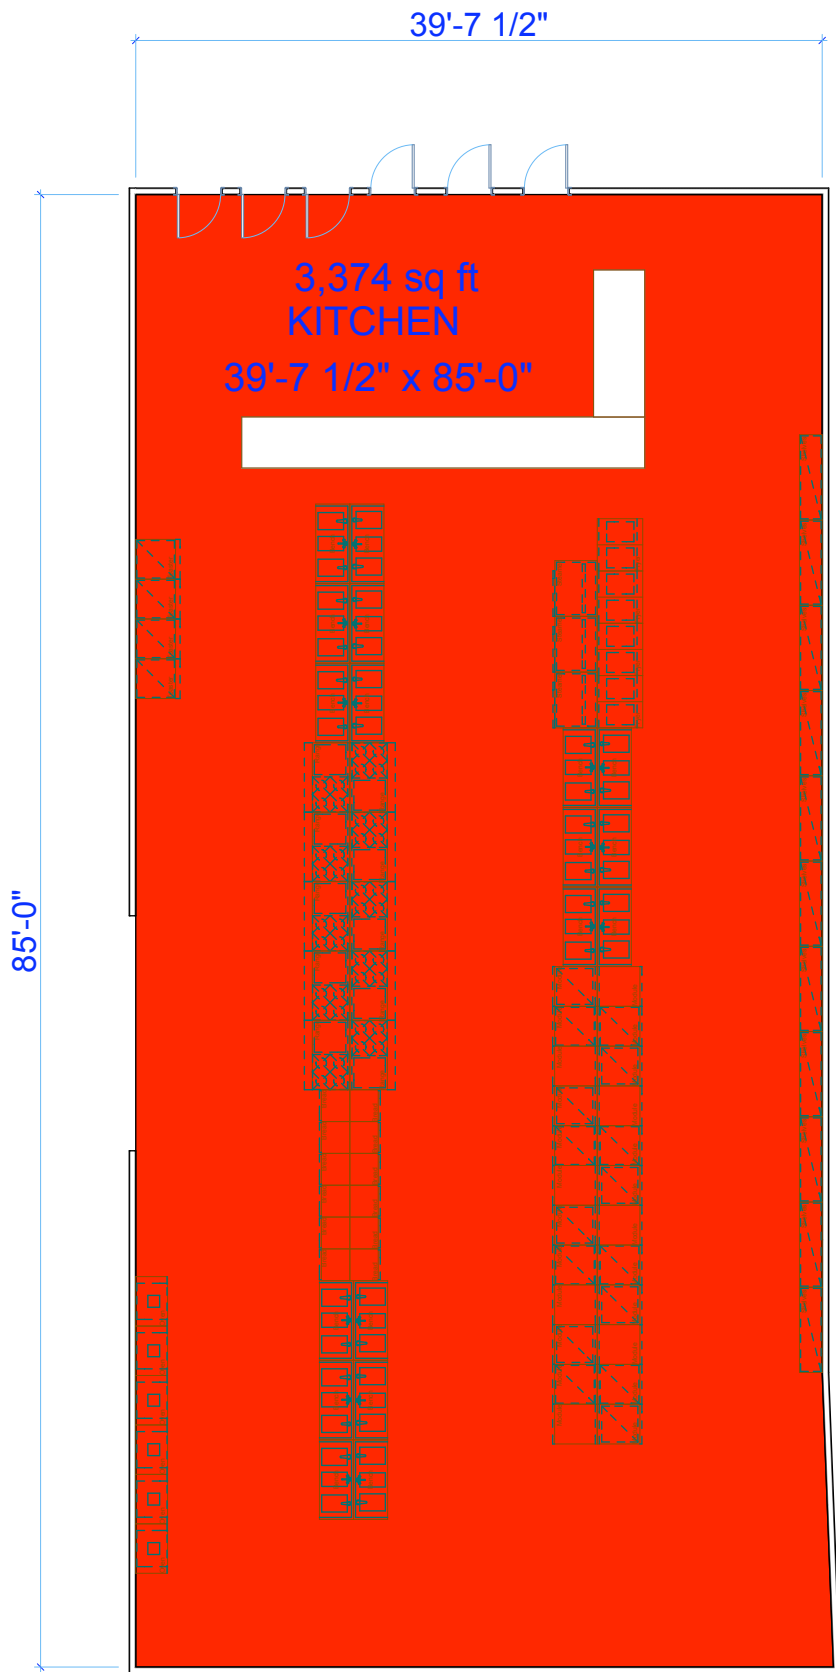 39'-7 1/2"
3,374 sq ft
KITCHEN
39'-7 1/2" x 85'-0"
85'-0"